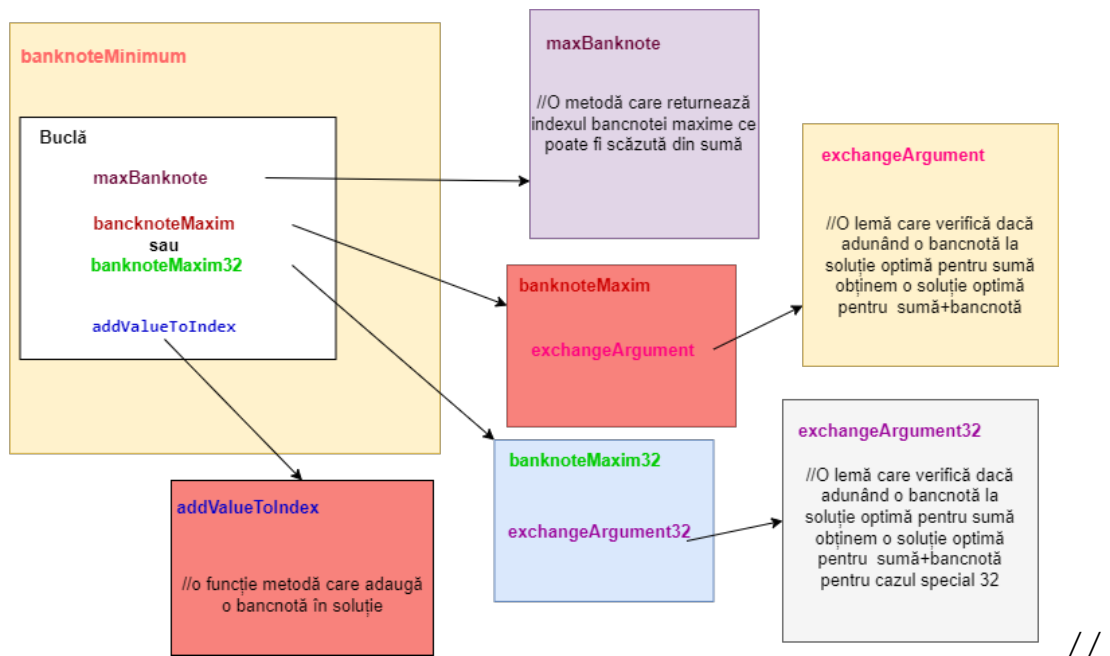 banknoteMinimum
Buclă
maxBanknote
bancknoteMaxim
sau
banknoteMaxim32
addValueToIndex
maxBanknote
//O metodă care returnează
indexul bancnotei maxime ce
poate fi scăzută din sumă
exchangeArgument
//O lemă care verifică dacă
adunând o bancnotă la
soluție optimă pentru sumă
obținem o soluție optimă
pentru sumă+bancnotă
banknoteMaxim
exchangeArgument
banknoteMaxim32
exchangeArgument32
exchangeArgument32
//O lemă care verifică dacă
adunând o bancnotă la
soluție optimă pentru sumă
obținem o soluție optimă
pentru sumă+bancnotă
pentru cazul special 32
addValueToIndex
//o funcție metodă care adaugă
o bancnotă în soluție
//